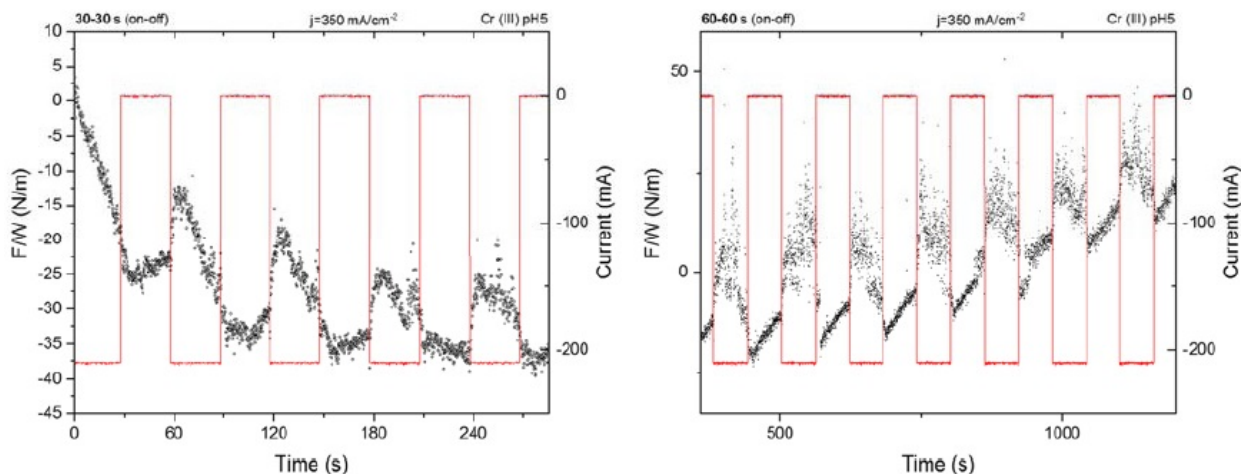 30-30 s (on-off) j=350 mA/cm⁻² Cr (III) pH5
10
5
0
-5
-10
-15
-20
-25
-30
-35
-40
-45
F/W (N/m)
0
-100
-200
Current (mA)
0 60 120 180 240
Time (s)
60-60 s (on-off) j=350 mA/cm⁻² Cr (III) pH5
50
0
F/W (N/m)
0
-100
-200
Current (mA)
500 1000
Time (s)